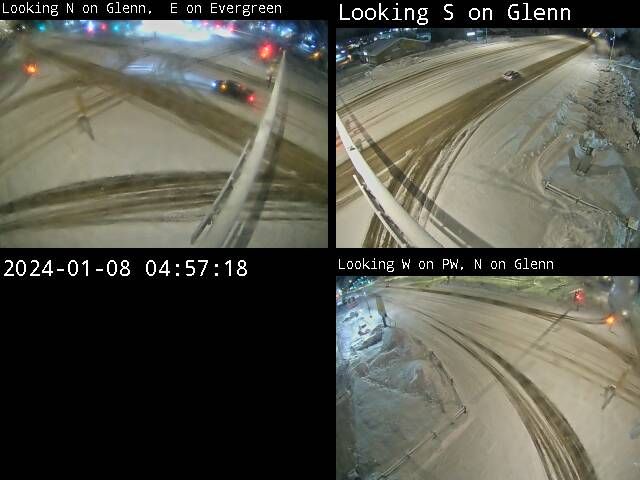 Looking N on Glenn, E on Evergreen
Looking S on Glenn
2024-01-08 04:57:18
Looking W on PW, N on Glenn